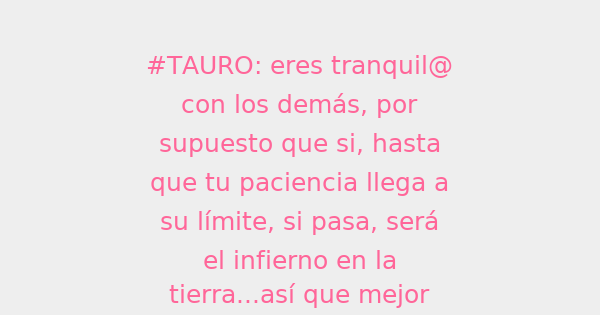 #TAURO: eres tranquil@
con los demás, por
supuesto que si, hasta
que tu paciencia llega a
su límite, si pasa, será
el infierno en la
tierra...así que mejor